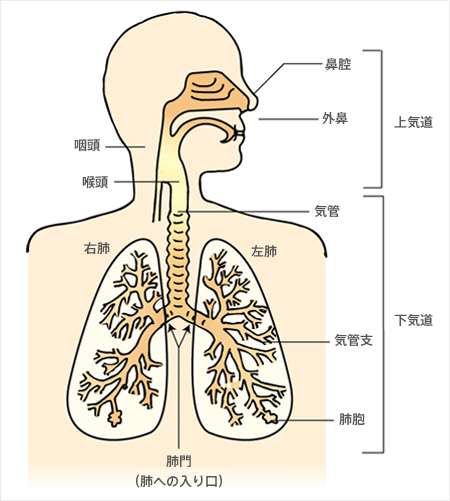 鼻腔
外鼻
上気道
咽頭
喉頭
気管
右肺
左肺
下気道
気管支
肺胞
肺門
（肺への入り口）